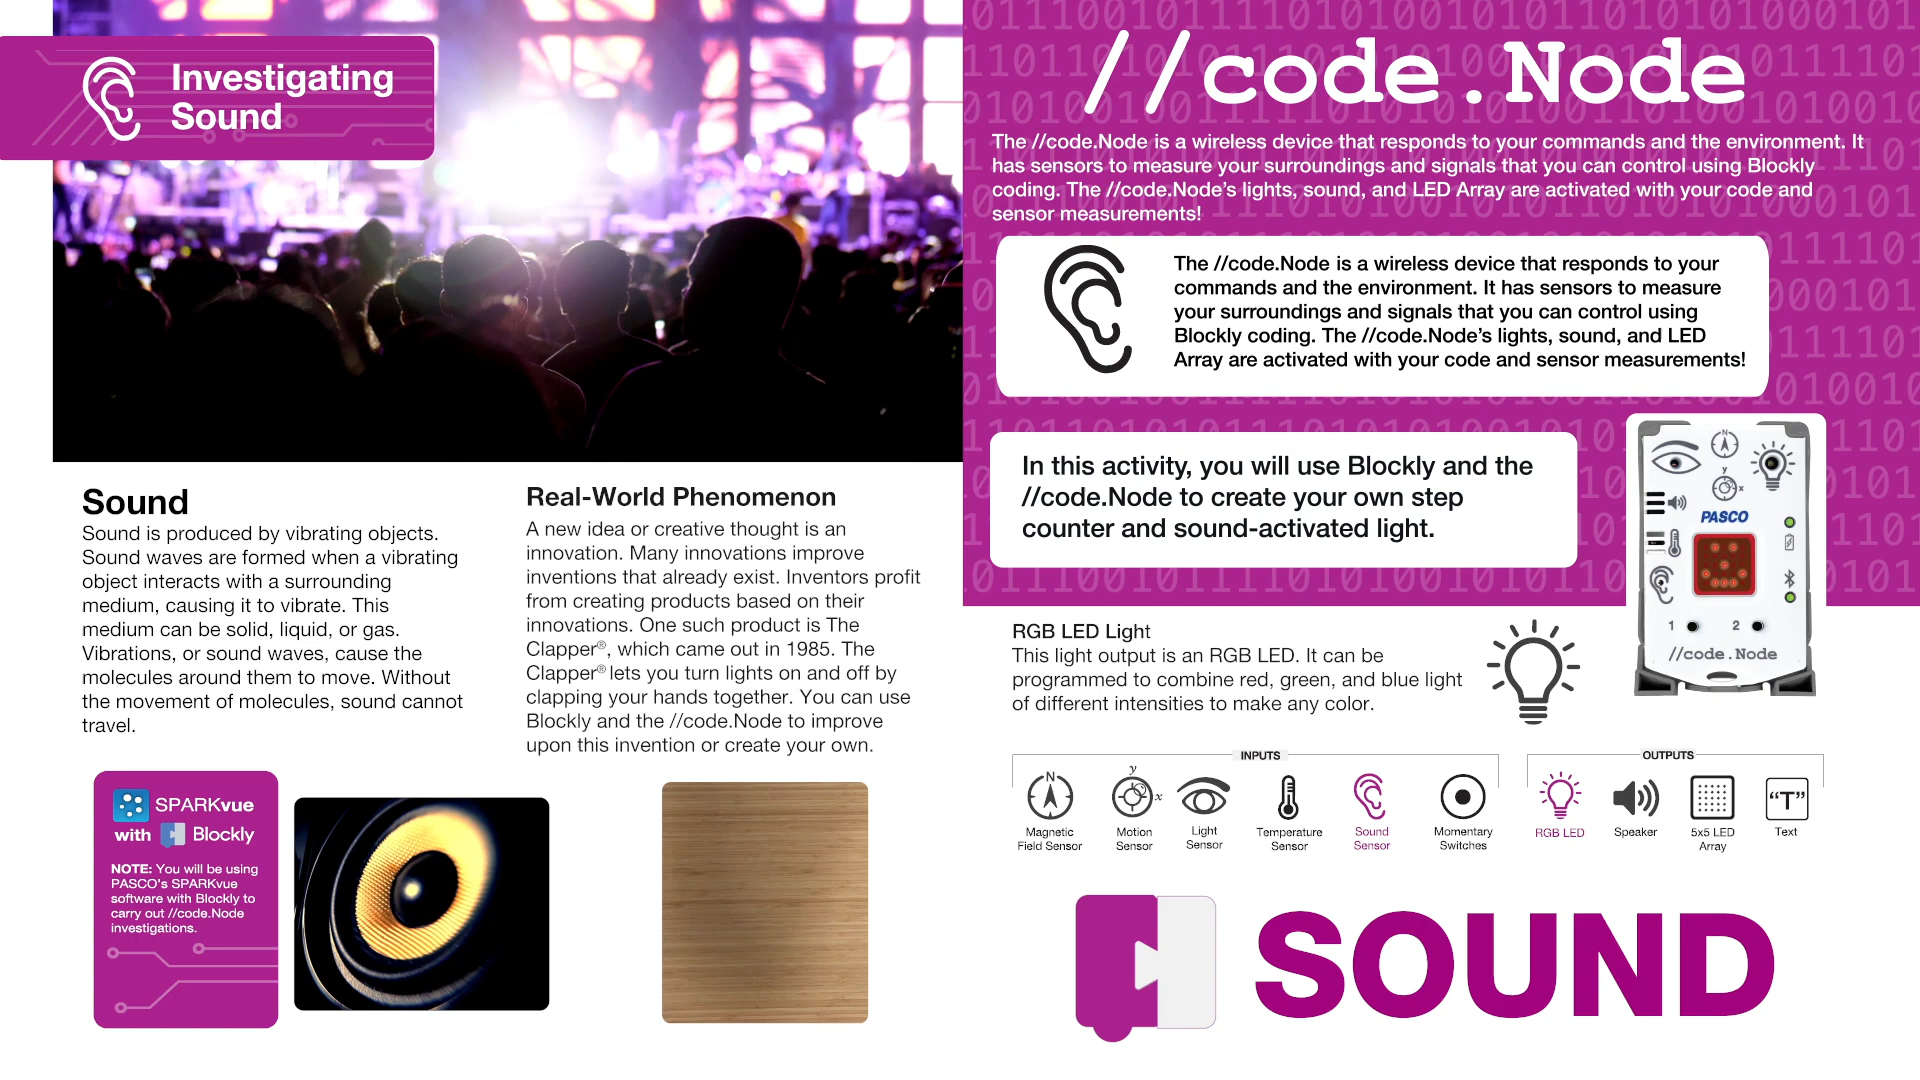 Investigating
Sound
Sound
Sound is produced by vibrating objects.
Sound waves are formed when a vibrating
object interacts with a surrounding
medium, causing it to vibrate. This
medium can be solid, liquid, or gas.
Vibrations, or sound waves, cause the
molecules around them to move. Without
the movement of molecules, sound cannot
travel.
Real-World Phenomenon
A new idea or creative thought is an
innovation. Many innovations improve
inventions that already exist. Inventors profit
from creating products based on their
innovations. One such product is The
Clapper®, which came out in 1985. The
Clapper® lets you turn lights on and off by
clapping your hands together. You can use
Blockly and the //code.Node to improve
upon this invention or create your own.
SPARKvue
with Blockly
NOTE: You will be using
PASCO's SPARKvue
software with Blockly to
carry out //code.Node
investigations.
//code.Node
The //code.Node is a wireless device that responds to your commands and the environment. It
has sensors to measure your surroundings and signals that you can control using Blockly
coding. The //code.Node’s lights, sound, and LED Array are activated with your code and
sensor measurements!
The //code.Node is a wireless device that responds to your
commands and the environment. It has sensors to measure
your surroundings and signals that you can control using
Blockly coding. The //code.Node’s lights, sound, and LED
Array are activated with your code and sensor measurements!
In this activity, you will use Blockly and the
//code.Node to create your own step
counter and sound-activated light.
N
y
x
PASCO
1 2
//code.Node
RGB LED Light
This light output is an RGB LED. It can be
programmed to combine red, green, and blue light
of different intensities to make any color.
INPUTS
OUTPUTS
N
y
x
“T”
Magnetic
Field Sensor
Motion
Sensor
Light
Sensor
Temperature
Sensor
Sound
Sensor
Momentary
Switches
RGB LED
Speaker
5x5 LED
Array
Text
SOUND